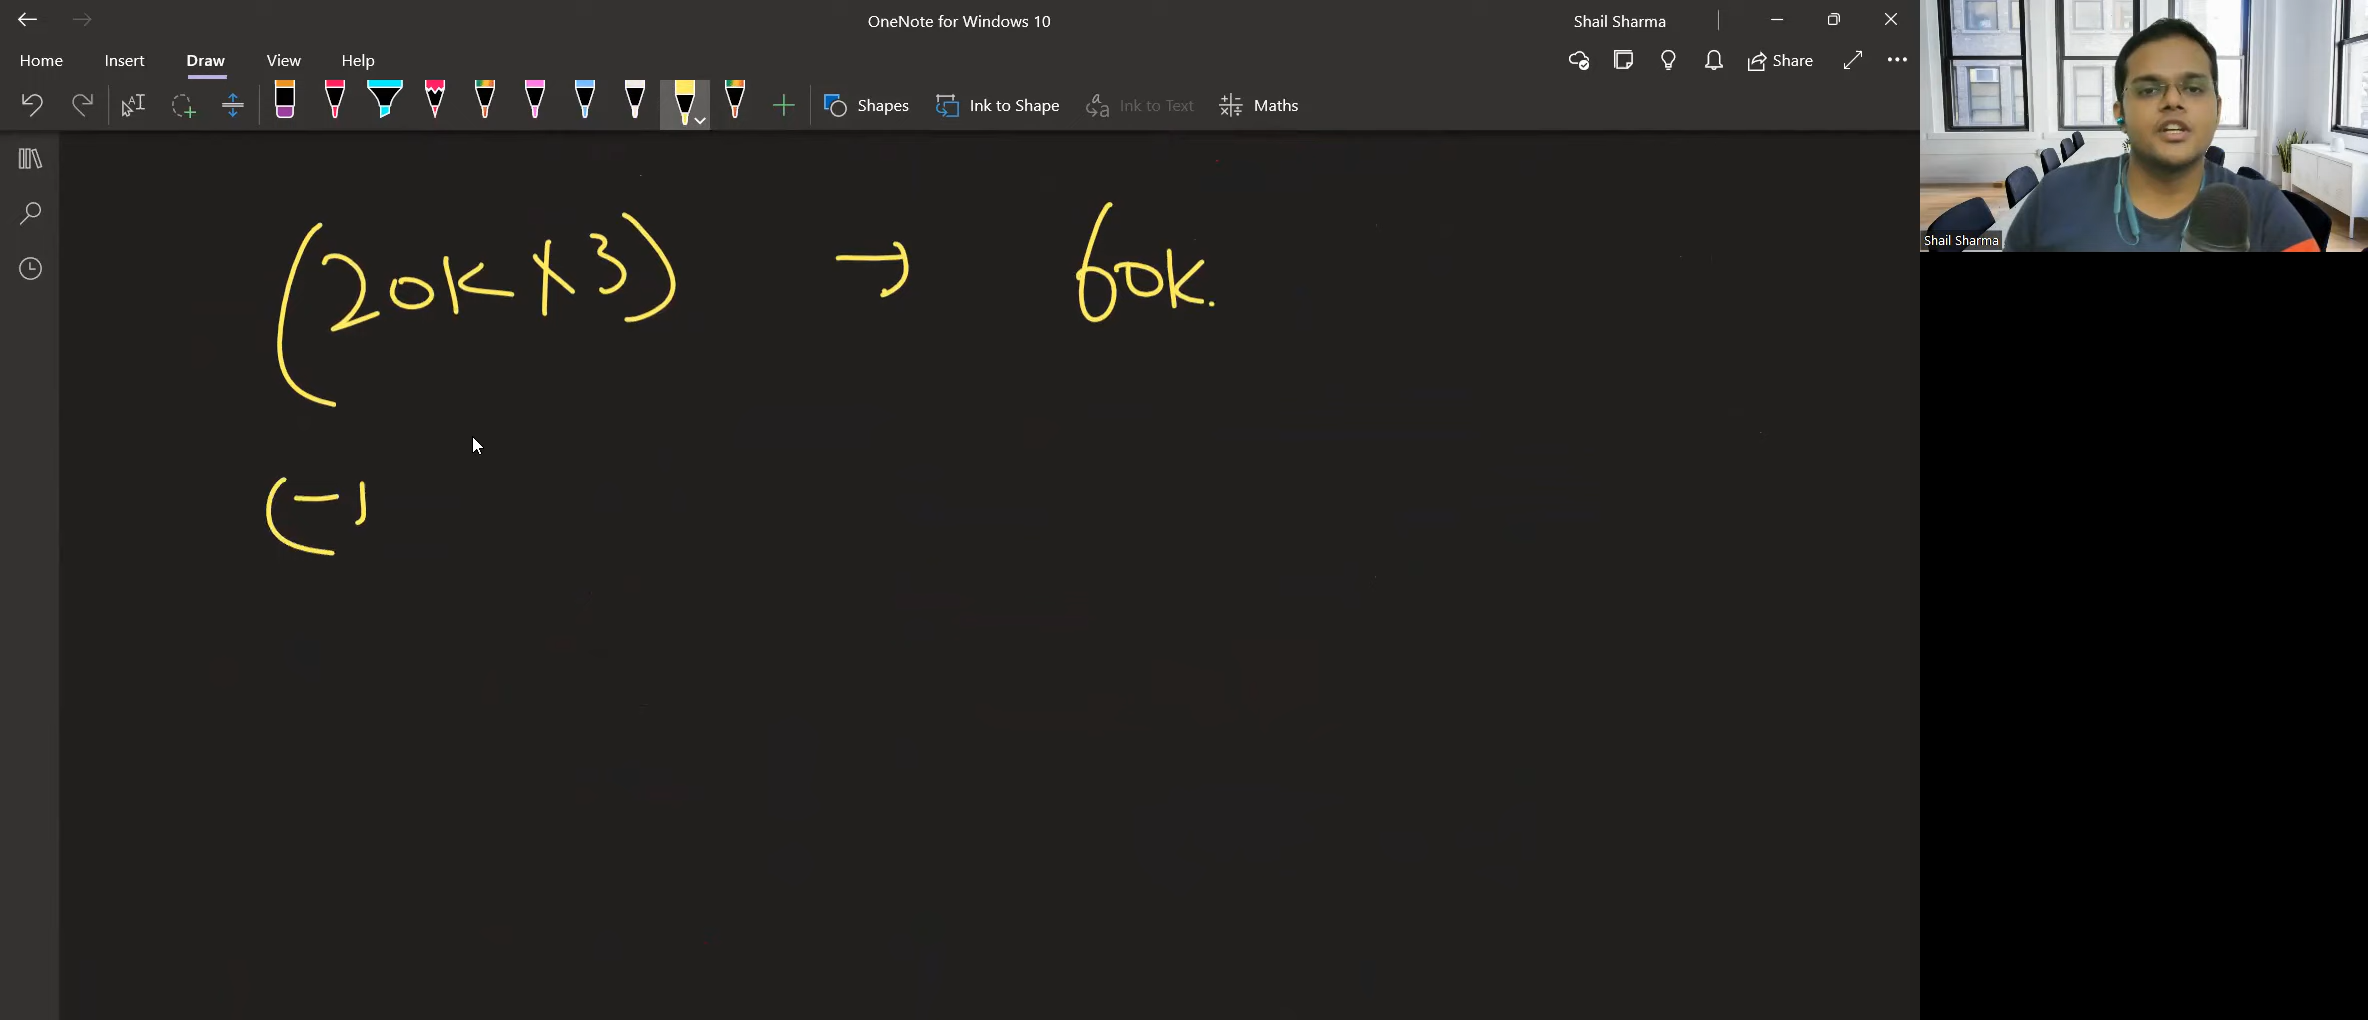 OneNote for Windows 10
Shail Sharma
Home Insert Draw View Help
Share
Shapes Ink to Shape Ink to Text Maths
Shail Sharma
(20K X 3) → 60K.
(-1